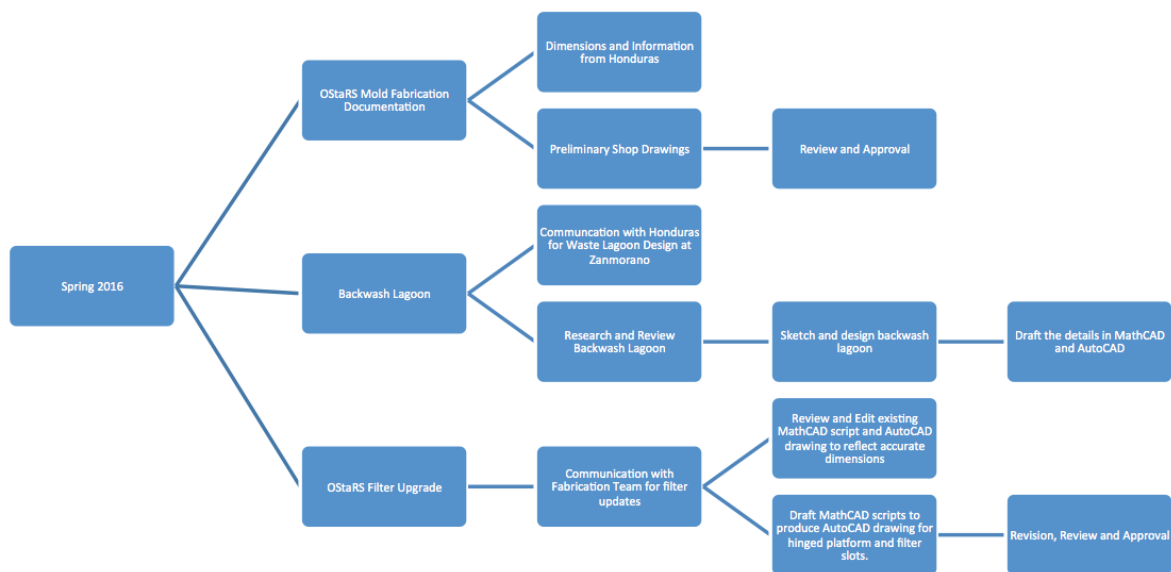 Spring 2016
OStaRS Mold Fabrication
Documentation
Dimensions and Information
from Honduras
Preliminary Shop Drawings
Review and Approval
Backwash Lagoon
Communcation with Honduras
for Waste Lagoon Design at
Zanmorano
Research and Review
Backwash Lagoon
Sketch and design backwash
lagoon
Draft the details in MathCAD
and AutoCAD
OStaRS Filter Upgrade
Communication with
Fabrication Team for filter
updates
Review and Edit existing
MathCAD script and AutoCAD
drawing to reflect accurate
dimensions
Draft MathCAD scripts to
produce AutoCAD drawing for
hinged platform and filter
slots.
Revision, Review and Approval